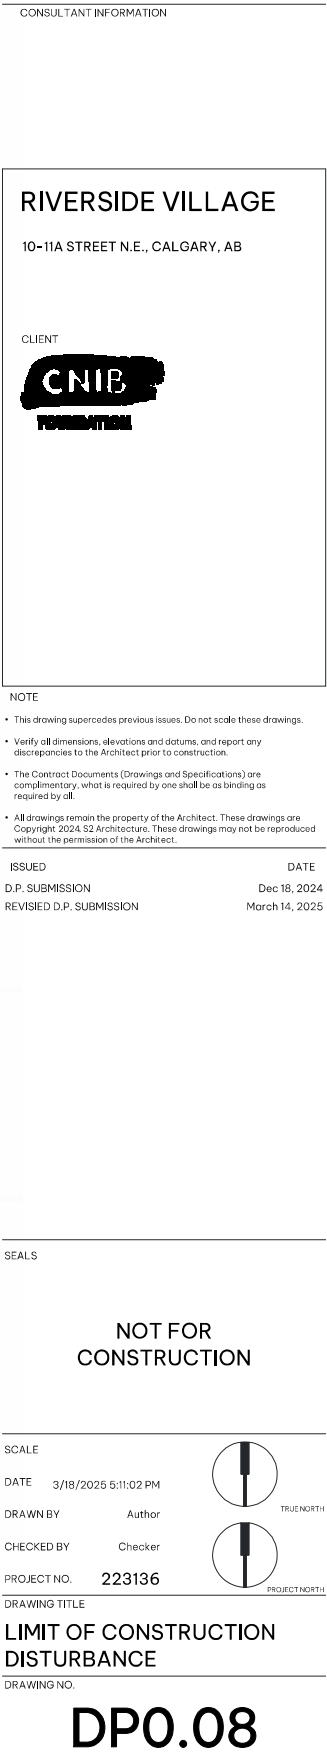 CONSULTANT INFORMATION
RIVERSIDE VILLAGE
10-11A STREET N.E., CALGARY, AB
CLIENT
CNIB
FOUNDATION
NOTE
• This drawing supercedes previous issues. Do not scale these drawings.
• Verify all dimensions, elevations and datums, and report any
discrepancies to the Architect prior to construction.
• The Contract Documents (Drawings and Specifications) are
complimentary, what is required by one shall be as binding as
required by all.
• All drawings remain the property of the Architect. These drawings are
Copyright 2024, S2 Architecture. These drawings may not be reproduced
without the permission of the Architect.
ISSUED DATE
D.P. SUBMISSION Dec 18, 2024
REVISIED D.P. SUBMISSION March 14, 2025
SEALS
NOT FOR
CONSTRUCTION
SCALE
DATE 3/18/2025 5:11:02 PM
TRUE NORTH
DRAWN BY Author
CHECKED BY Checker
PROJECT NO. 223136
PROJECT NORTH
DRAWING TITLE
LIMIT OF CONSTRUCTION
DISTURBANCE
DRAWING NO.
DP0.08